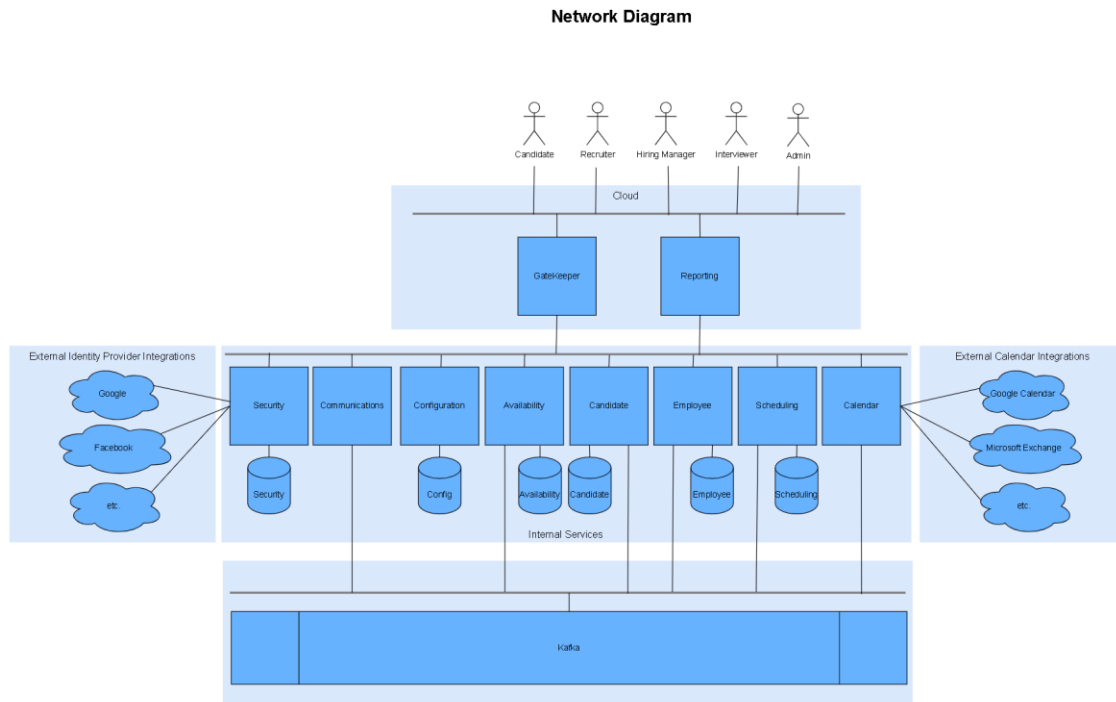 Network Diagram
Candidate
Recruiter
Hiring Manager
Interviewer
Admin
Cloud
GateKeeper
Reporting
External Identity Provider Integrations
Google
Facebook
etc.
Security
Communications
Configuration
Availability
Candidate
Employee
Scheduling
Calendar
Security
Config
Availability
Candidate
Employee
Scheduling
Internal Services
External Calendar Integrations
Google Calendar
Microsoft Exchange
etc.
Kafka